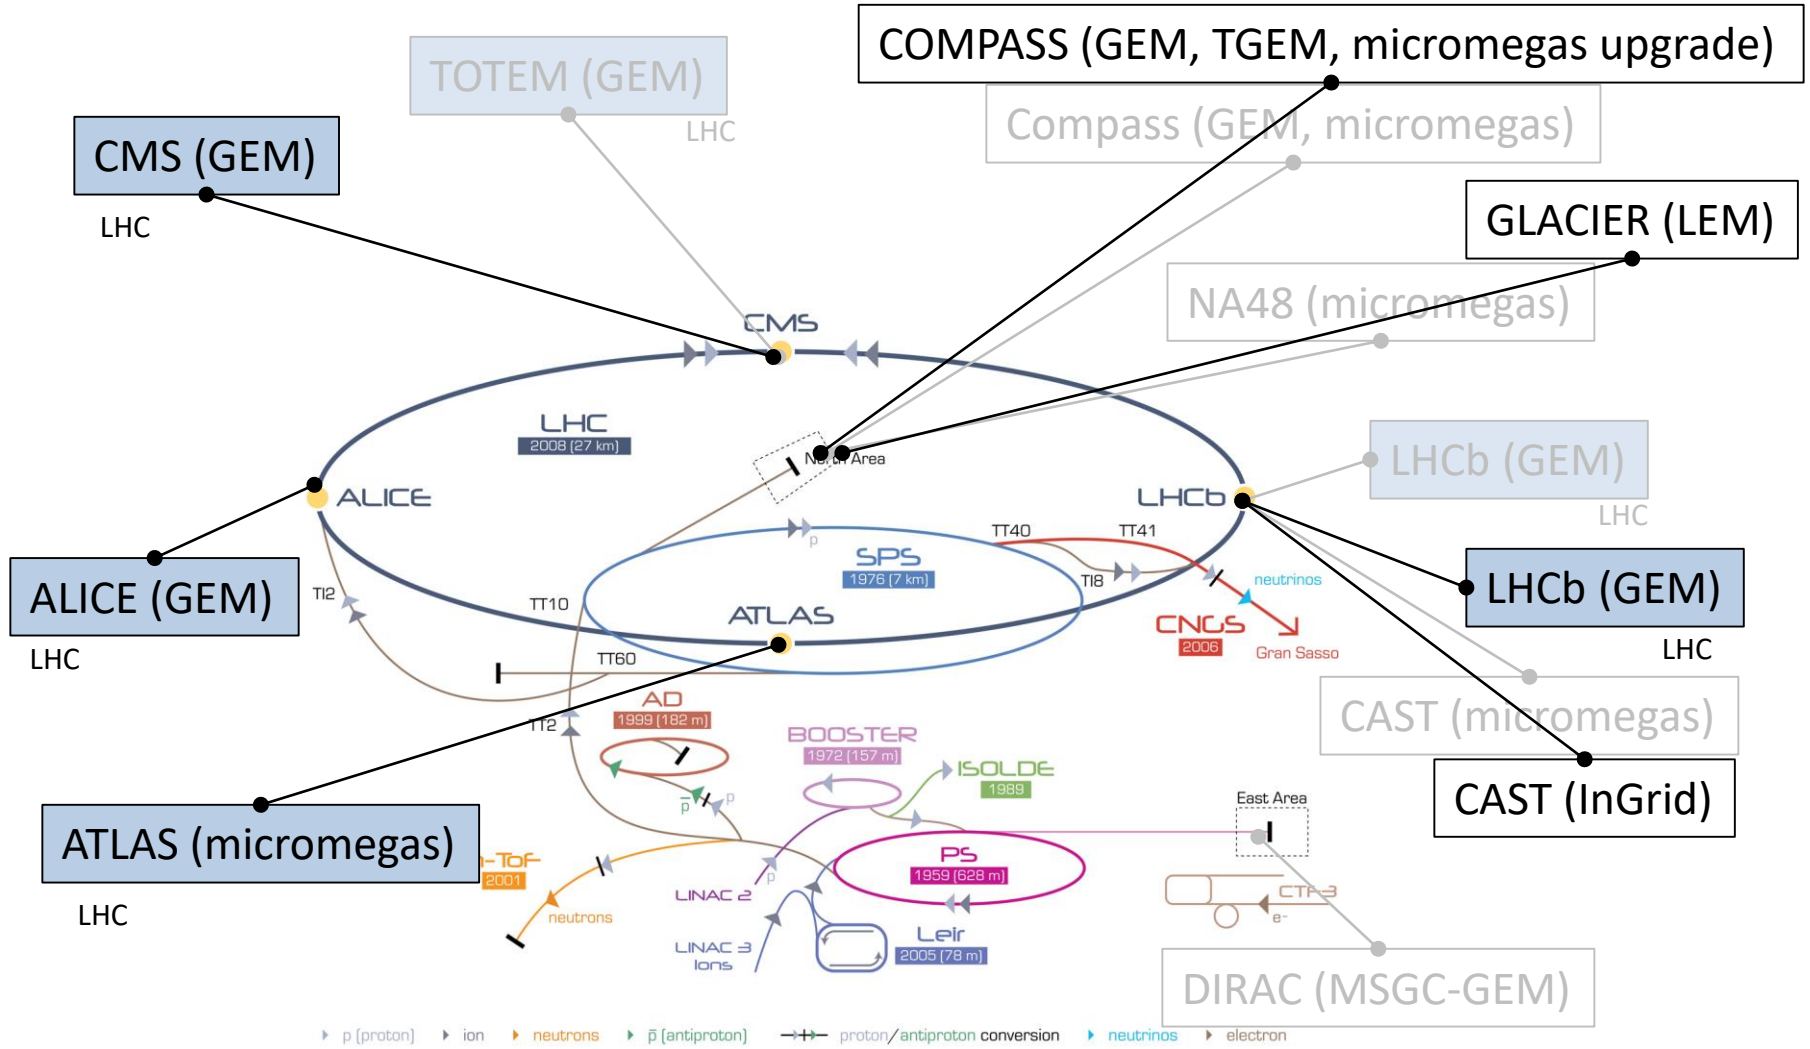 COMPASS (GEM, TGEM, micromegas upgrade)
TOTEM (GEM)
LHC
Compass (GEM, micromegas)
CMS (GEM)
LHC
GLACIER (LEM)
NA48 (micromegas)
CMS
LHC
2008 (27 km)
North Area
LHCb (GEM)
LHC
ALICE
LHCb
TT40
TT41
p
SPS
1976 (7 km)
TI8
neutrinos
ALICE (GEM)
LHC
TI2
TT10
ATLAS
CNGS
2006
Gran Sasso
LHCb (GEM)
LHC
TT60
AD
1999 (182 m)
TT2
BOOSTER
1972 (157 m)
CAST (micromegas)
ISOLDE
1989
CAST (InGrid)
p̅
p
East Area
ATLAS (micromegas)
LHC
n-ToF
2001
neutrons
PS
1959 (628 m)
p
LINAC 2
CTF3
e-
LINAC 3
Ions
Leir
2005 (78 m)
DIRAC (MSGC-GEM)
p (proton) ion neutrons p̅ (antiproton) proton/antiproton conversion neutrinos electron